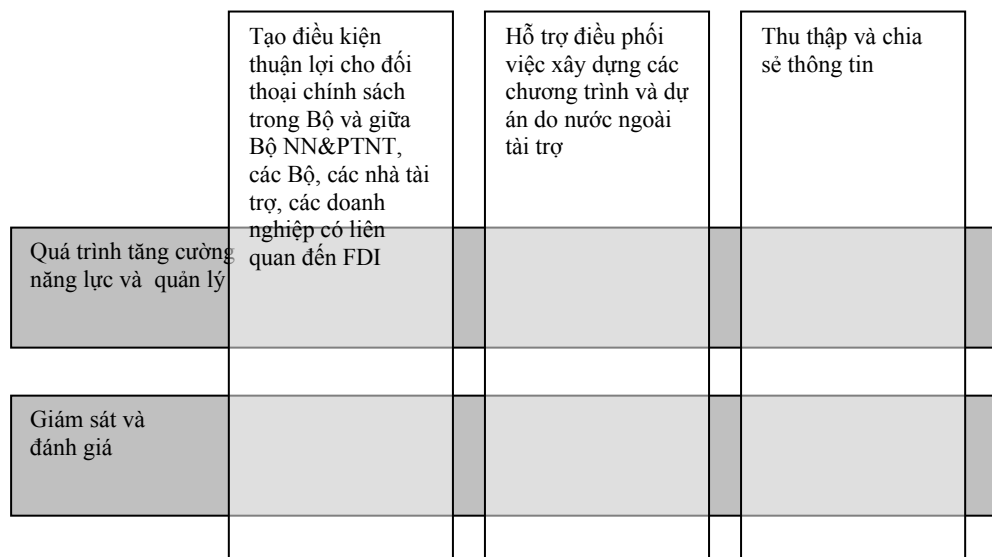 Tạo điều kiện
thuận lợi cho đối
thoại chính sách
trong Bộ và giữa
Bộ NN&PTNT,
các Bộ, các nhà tài
trợ, các doanh
nghiệp có liên
quan đến FDI
Hỗ trợ điều phối
việc xây dựng các
chương trình và dự
án do nước ngoài
tài trợ
Thu thập và chia
sẻ thông tin
Quá trình tăng cường
năng lực và quản lý
Giám sát và
đánh giá